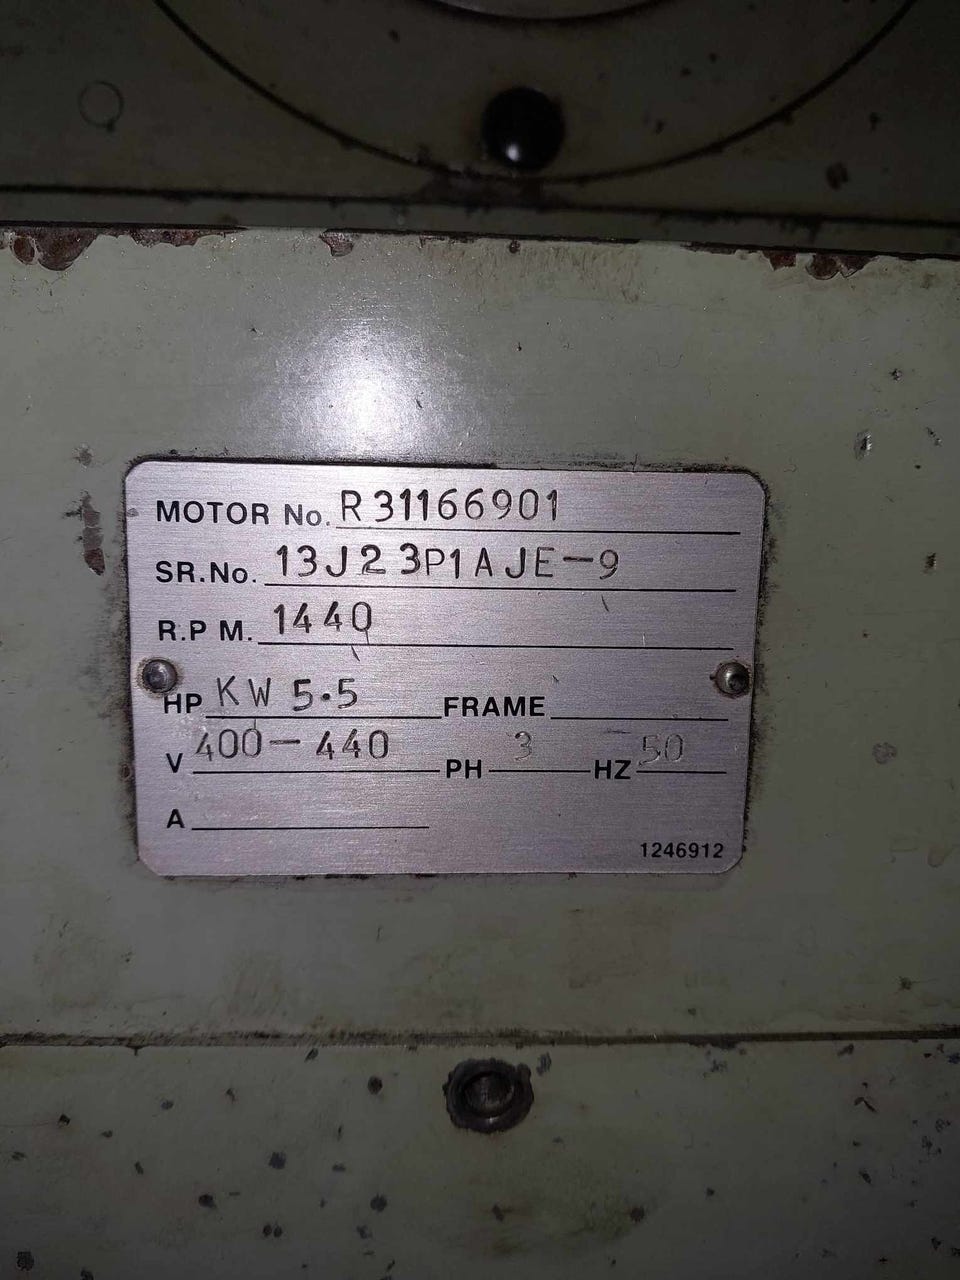 MOTOR No. R31166901
SR.No. 13J23P1AJE-9
R.P M. 1440
HP KW 5.5 FRAME
V 400-440 PH 3 HZ 50
A
1246912